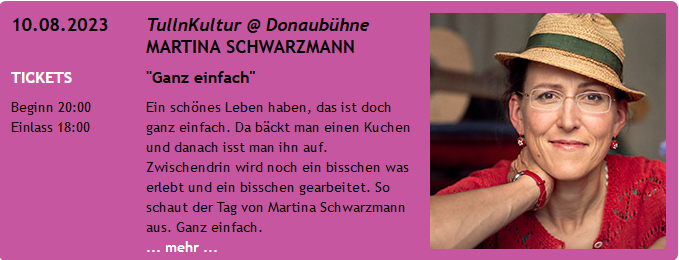 10.08.2023
TullnKultur @ Donaubühne
MARTINA SCHWARZMANN
TICKETS
"Ganz einfach"
Beginn 20:00
Einlass 18:00
Ein schönes Leben haben, das ist doch
ganz einfach. Da bäckt man einen Kuchen
und danach isst man ihn auf.
Zwischendrin wird noch ein bisschen was
erlebt und ein bisschen gearbeitet. So
schaut der Tag von Martina Schwarzmann
aus. Ganz einfach.
... mehr ...